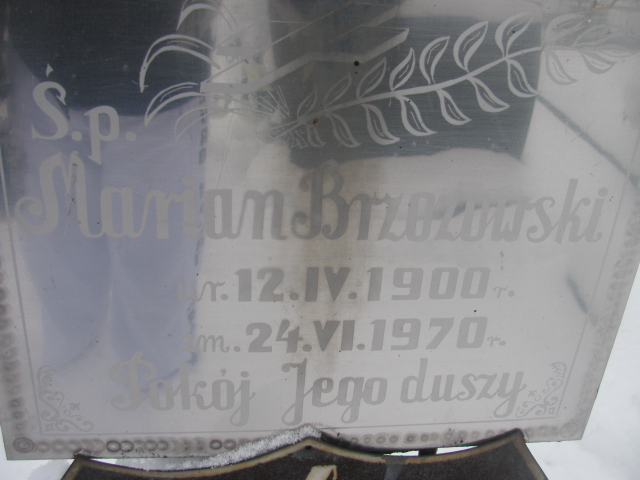 Ś.p.
Marian Brzozowski
ur. 12.IV.1900 r.
zm. 24.VI.1970 r.
Pokój Jego duszy